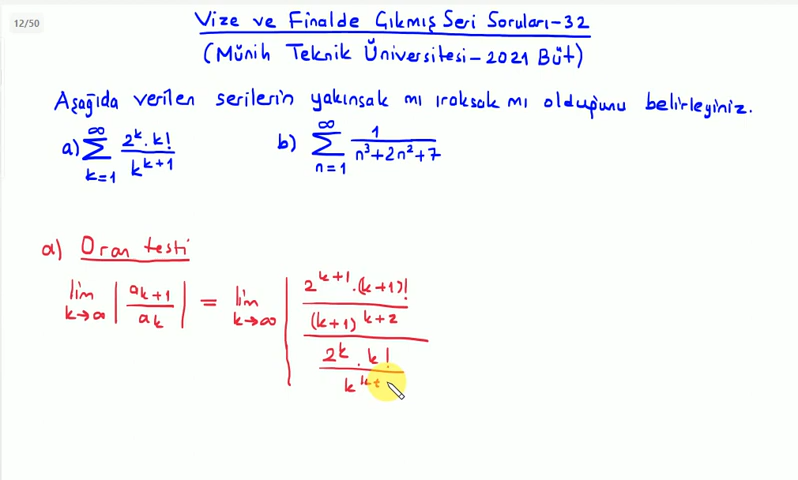 12/50
Vize ve Finalde Çıkmış Seri Soruları-32
(Münih Teknik Üniversitesi-2021 Büt)
Aşağıda verilen serilerin yakınsak mı ıraksak mı olduğunu belirleyiniz.
a) ∑_{k=1}^{∞} (2^k . k!) / k^{k+1}   b) ∑_{n=1}^{∞} 1 / (n^3+2n^2+7)
a) Oran testi
lim_{k→∞} | a_{k+1} / a_k | = lim_{k→∞} | (2^{k+1} . (k+1)! / (k+1)^{k+2}) / (2^k . k! / k^{k+